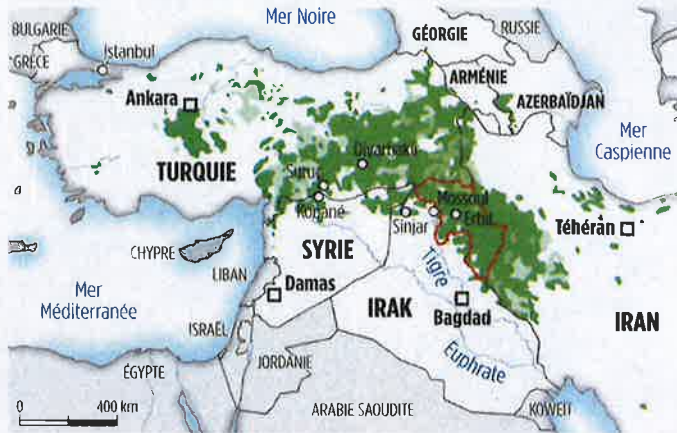 Mer Noire
BULGARIE
GÉORGIE
RUSSIE
GRÈCE
Istanbul
ARMÉNIE
Ankara
AZERBAÏDJAN
Mer
Caspienne
TURQUIE
Diyarbakir
Suruç
Kobané
Mossoul
Erbil
Sinjar
Téhéran
CHYPRE
SYRIE
LIBAN
Tigre
Mer
Méditerranée
Damas
IRAK
Bagdad
IRAN
ISRAËL
JORDANIE
Euphrate
ÉGYPTE
0 400 km
ARABIE SAOUDITE
KOWEÏT